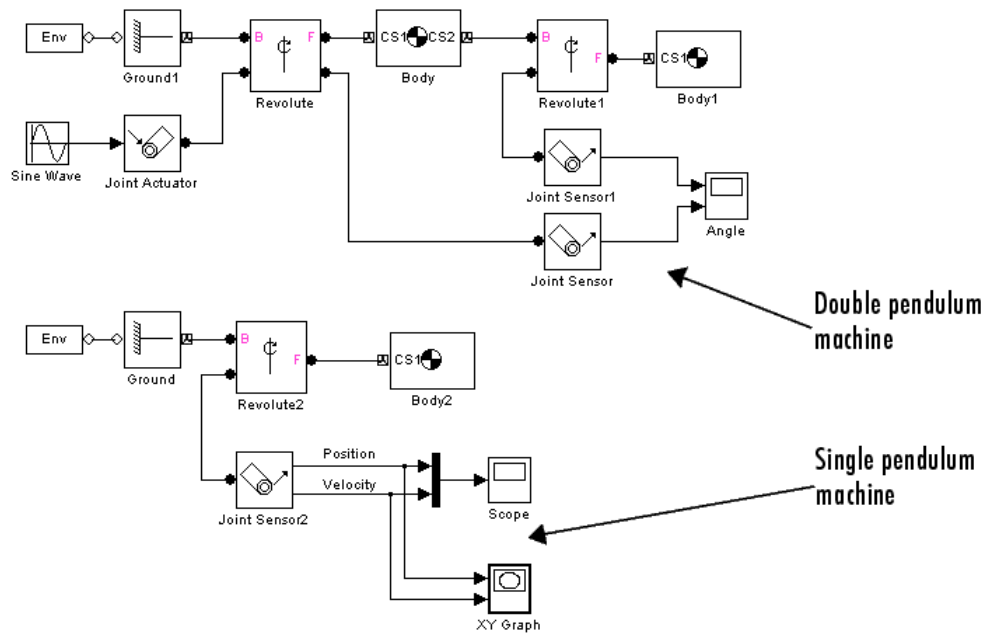 Env
Ground1
B
F
Revolute
CS1 CS2
Body
B
F
Revolute1
CS1
Body1
Sine Wave
Joint Actuator
Joint Sensor1
Joint Sensor
Angle
Double pendulum
machine
Env
Ground
B
F
Revolute2
CS1
Body2
Position
Velocity
Joint Sensor2
Scope
XY Graph
Single pendulum
machine